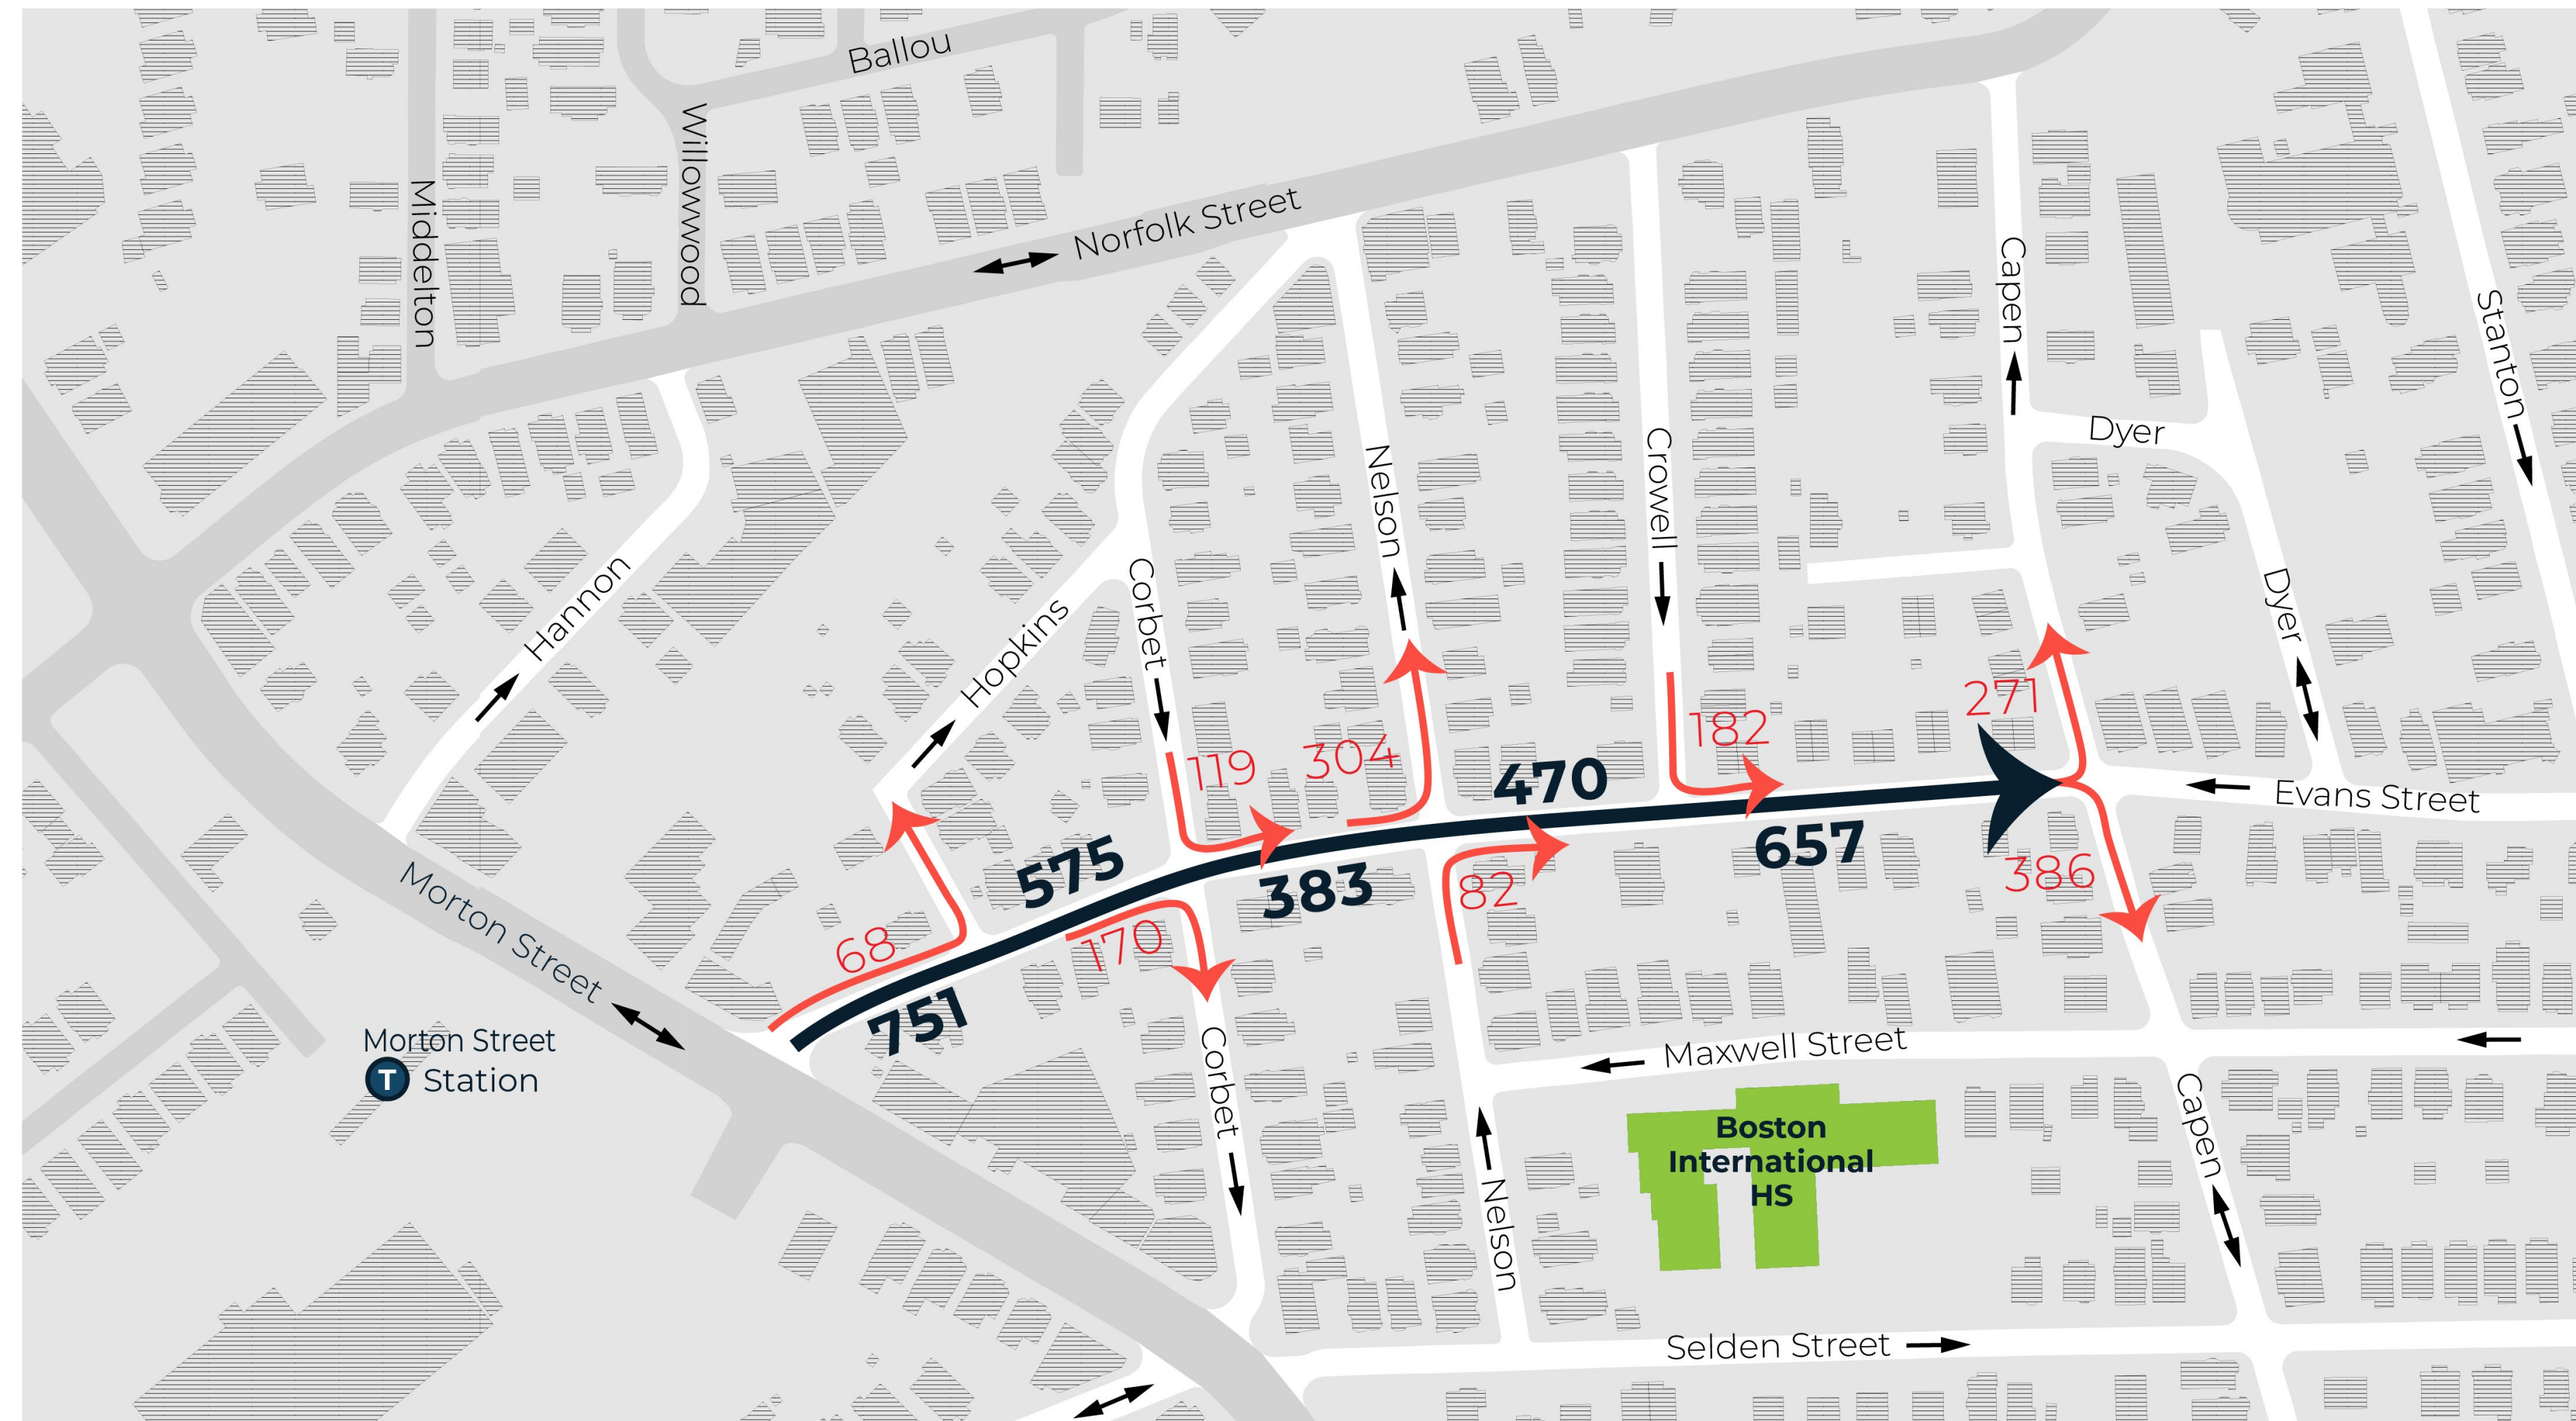 Ballou
Willowwood
Middelton
Norfolk Street
Capen
Stanton
Dyer
Crowell
Nelson
Hannon
Hopkins
Corbet
Dyer
271
182
119
304
470
Evans Street
575
383
657
386
82
68
170
751
Morton Street
Morton Street
T Station
Corbet
Maxwell Street
Capen
Boston
International
HS
Nelson
Selden Street